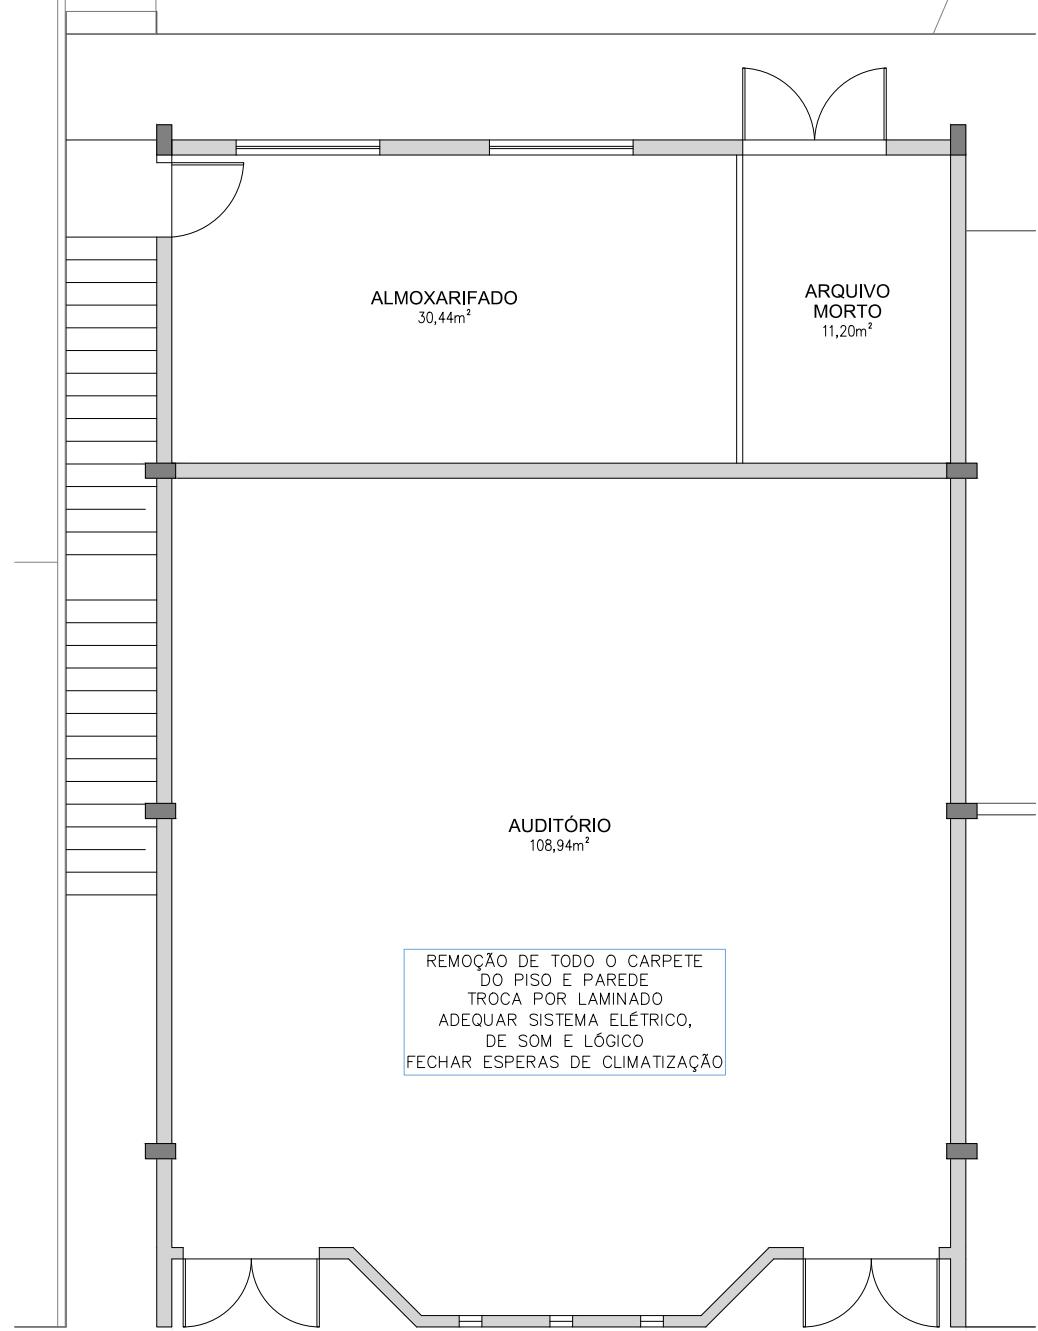 ALMOXARIFADO
30,44m²
ARQUIVO
MORTO
11,20m²
AUDITÓRIO
108,94m²
REMOÇÃO DE TODO O CARPETE
DO PISO E PAREDE
TROCA POR LAMINADO
ADEQUAR SISTEMA ELÉTRICO,
DE SOM E LÓGICO
FECHAR ESPERAS DE CLIMATIZAÇÃO